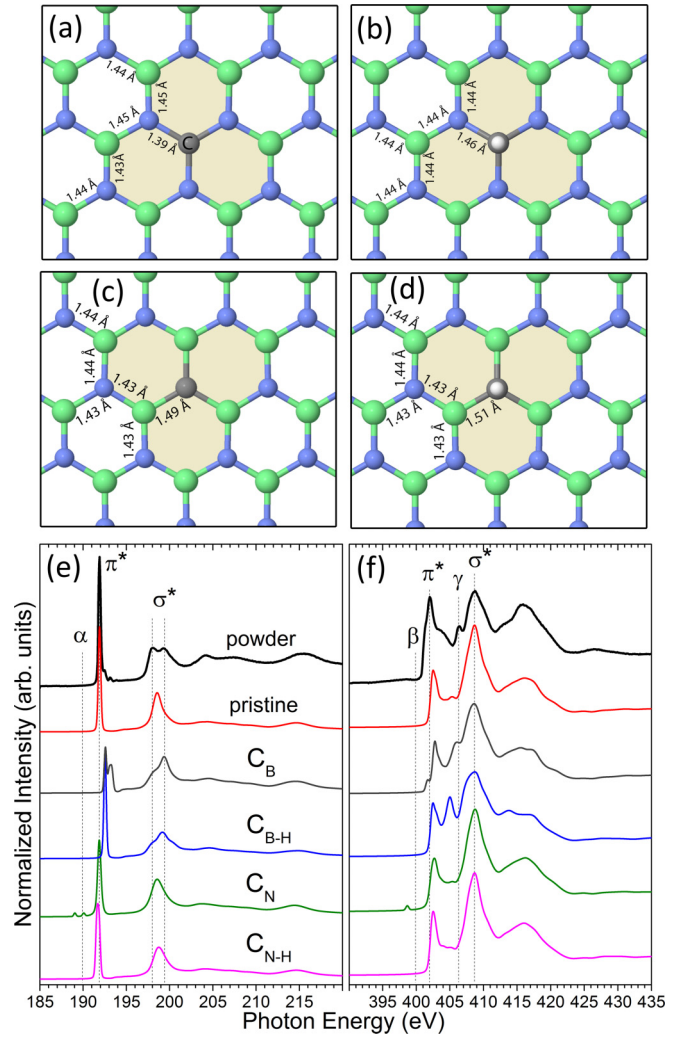 (a)
1.44 Å
1.45 Å
1.45 Å
1.39 Å
C
1.43Å
1.44 Å
(b)
1.44 Å
1.44 Å
1.44 Å
1.46 Å
1.44 Å
1.44 Å
(c)
1.44 Å
1.44 Å
1.43 Å
1.43 Å
1.49 Å
1.43 Å
(d)
1.44 Å
1.44 Å
1.43 Å
1.43 Å
1.51 Å
1.43 Å
Normalized Intensity (arb. units)
(e)
π*
σ*
α
powder
pristine
C_B
C_B-H
C_N
C_N-H
185 190 195 200 205 210 215
(f)
π*
γ
σ*
β
395 400 405 410 415 420 425 430 435
Photon Energy (eV)